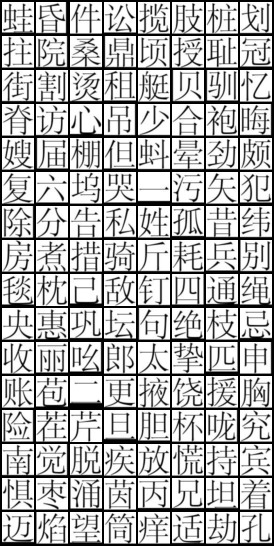 蛙昏件讼揽肢桩划
拄院桑鼎顷授耻冠
街割烫租艇贝驯忆
脊访心吊少合袍晦
嫂届棚但蚪晕劲颇
复六坞哭一污矢犯
除分告私姓孤昔纬
房煮措骑斤耗兵别
毯枕己敌钉四通绳
央惠巩坛句绝枝忌
收丽吆郎太挚匹申
账苞二更掖饶援胸
险茬芹旦胆杯咙究
南觉脱疾放慌持宾
惧枣涌茵丙兄坦着
迈焰望筒痒适劫孔